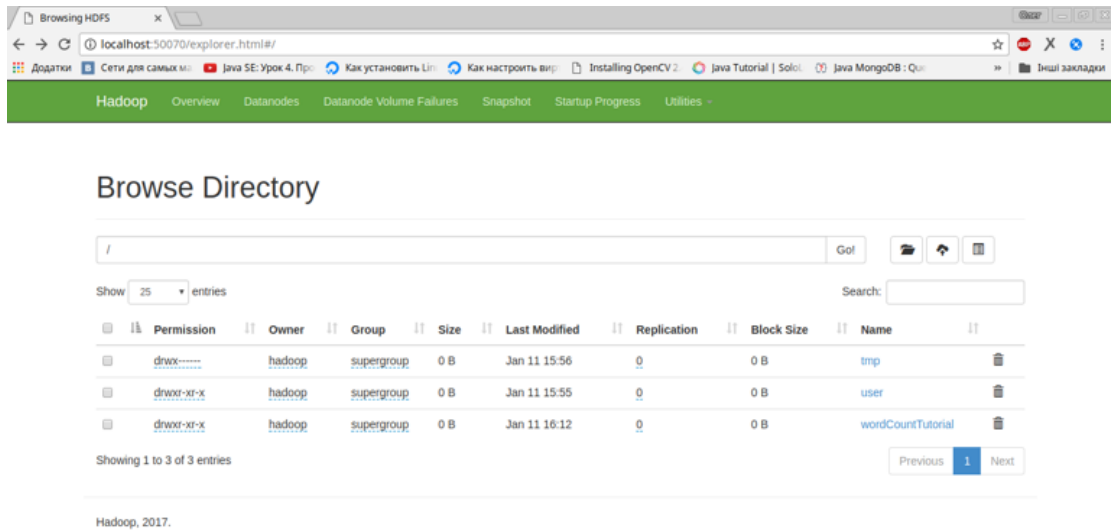 Browsing HDFS
localhost:50070/explorer.html#/
Додатки Сети для самых ма Java SE: Урок 4. Про Как установить Lin Как настроить вир Installing OpenCV 2. Java Tutorial | Solol Java MongoDB : Que » Інші закладки
Hadoop Overview Datanodes Datanode Volume Failures Snapshot Startup Progress Utilities
Browse Directory
/ Go!
Show 25 entries Search:
Permission Owner Group Size Last Modified Replication Block Size Name
drwx------ hadoop supergroup 0 B Jan 11 15:56 0 0 B tmp
drwxr-xr-x hadoop supergroup 0 B Jan 11 15:55 0 0 B user
drwxr-xr-x hadoop supergroup 0 B Jan 11 16:12 0 0 B wordCountTutorial
Showing 1 to 3 of 3 entries Previous 1 Next
Hadoop, 2017.